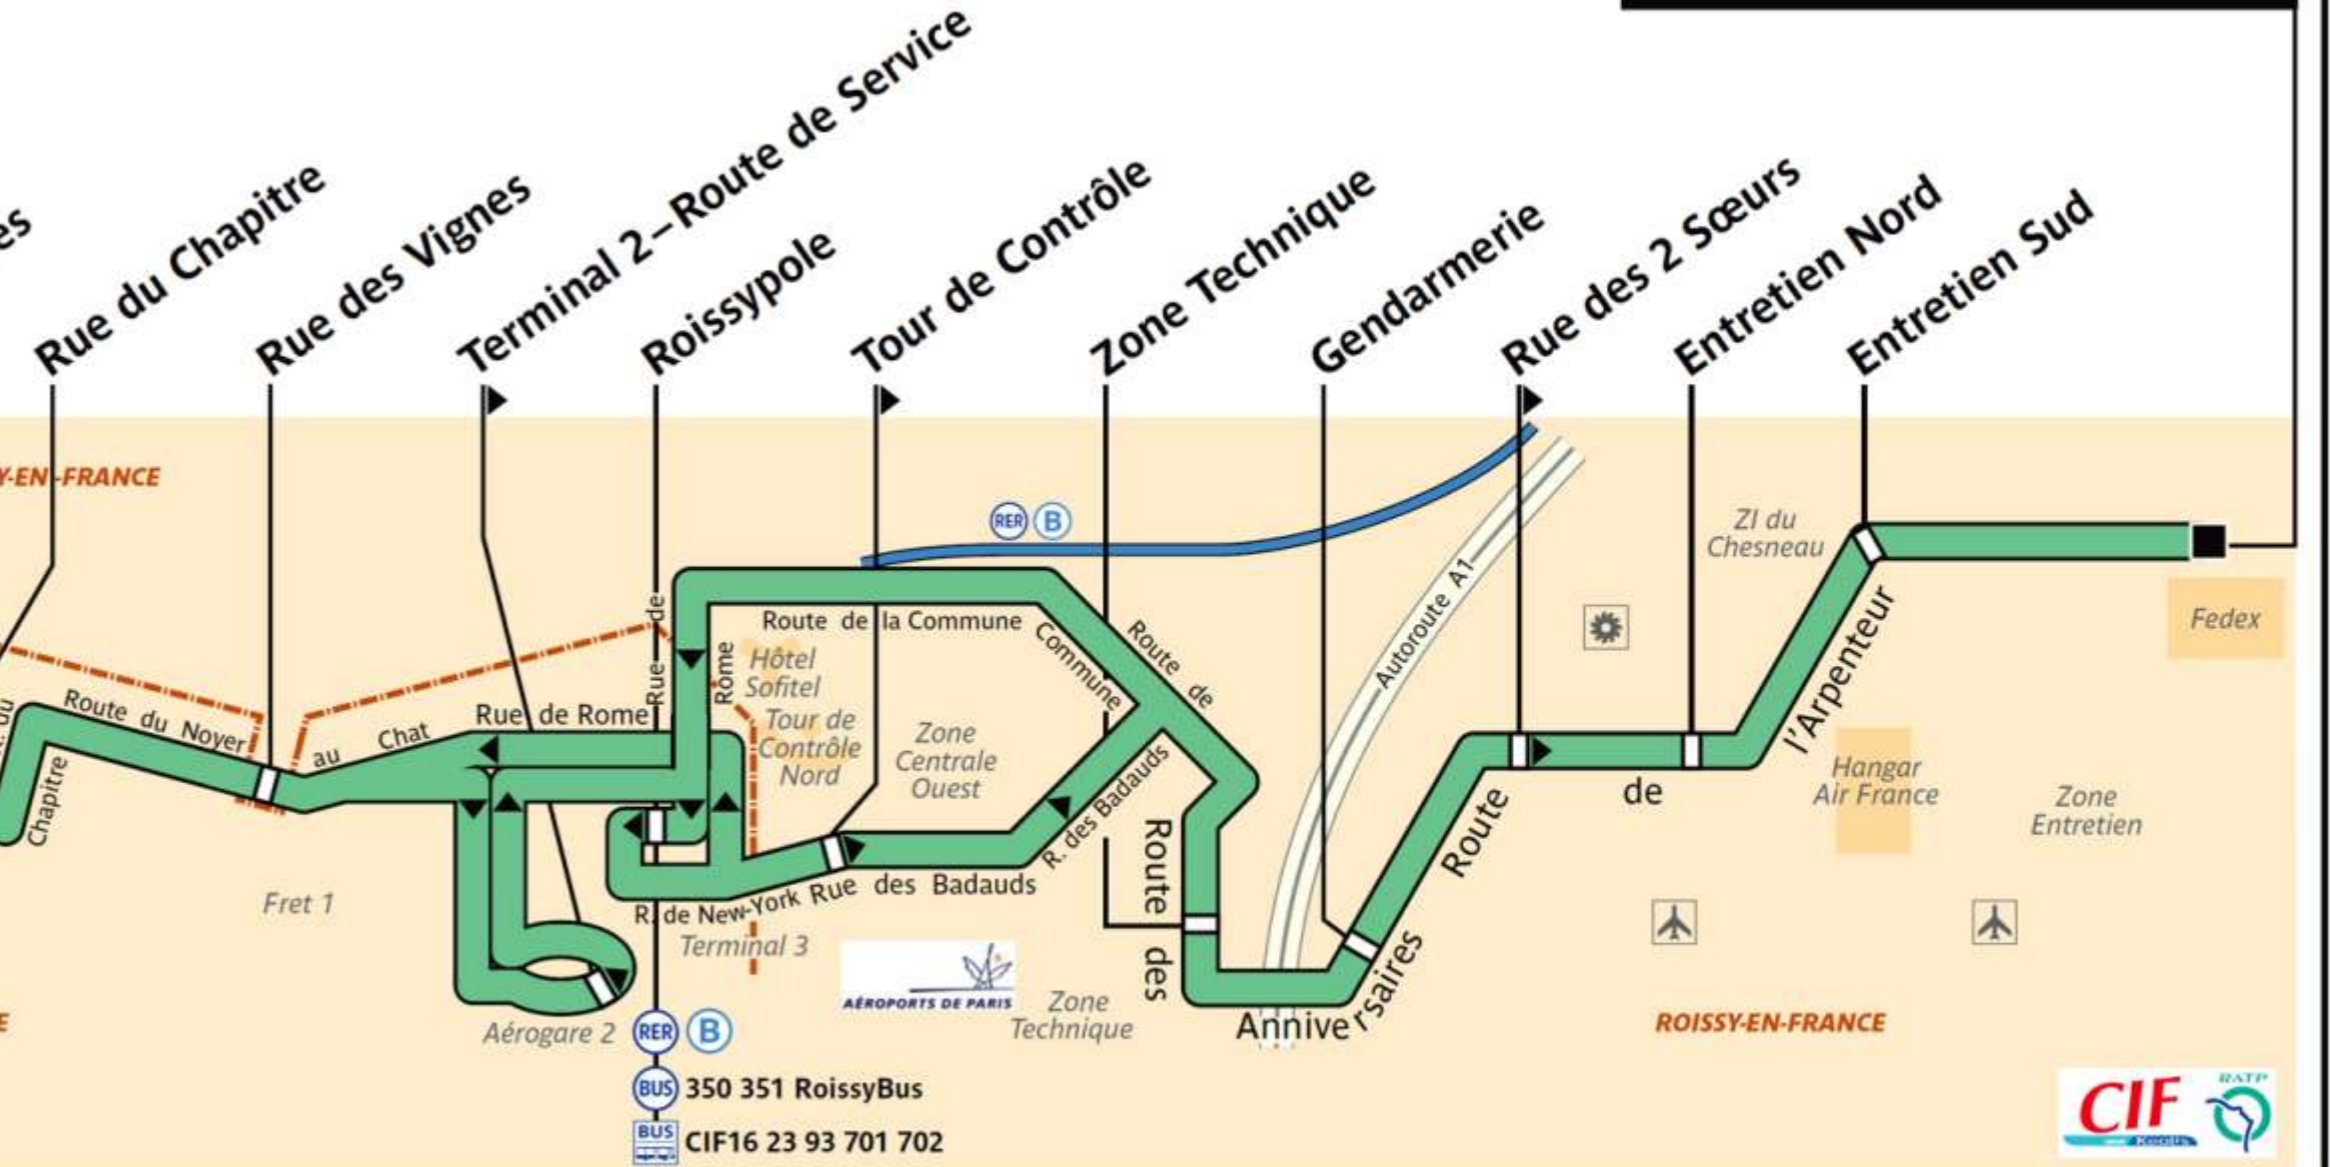 Rue du Chapitre
Rue des Vignes
Terminal 2–Route de Service
Roissypole
Tour de Contrôle
Zone Technique
Gendarmerie
Rue des 2 Sœurs
Entretien Nord
Entretien Sud
Y-EN-FRANCE
RER B
Autoroute A1
ZI du
Chesneau
Fedex
Route de la Commune
Commune
Route de
Rue de
Rome
Hôtel
Sofitel
Tour de
Contrôle
Nord
Zone
Centrale
Ouest
Route du Noyer
au Chat
Rue de Rome
Chapitre
du
R. des Badauds
Rue des Badauds
R. de New-York
Route des
Anniversaires
Route de
l'Arpenteur
Hangar
Air France
Zone
Entretien
Fret 1
Terminal 3
AÉROPORTS DE PARIS
Zone
Technique
Aérogare 2
RER B
BUS 350 351 RoissyBus
BUS CIF16 23 93 701 702
ROISSY-EN-FRANCE
CIF
Keolis
RATP